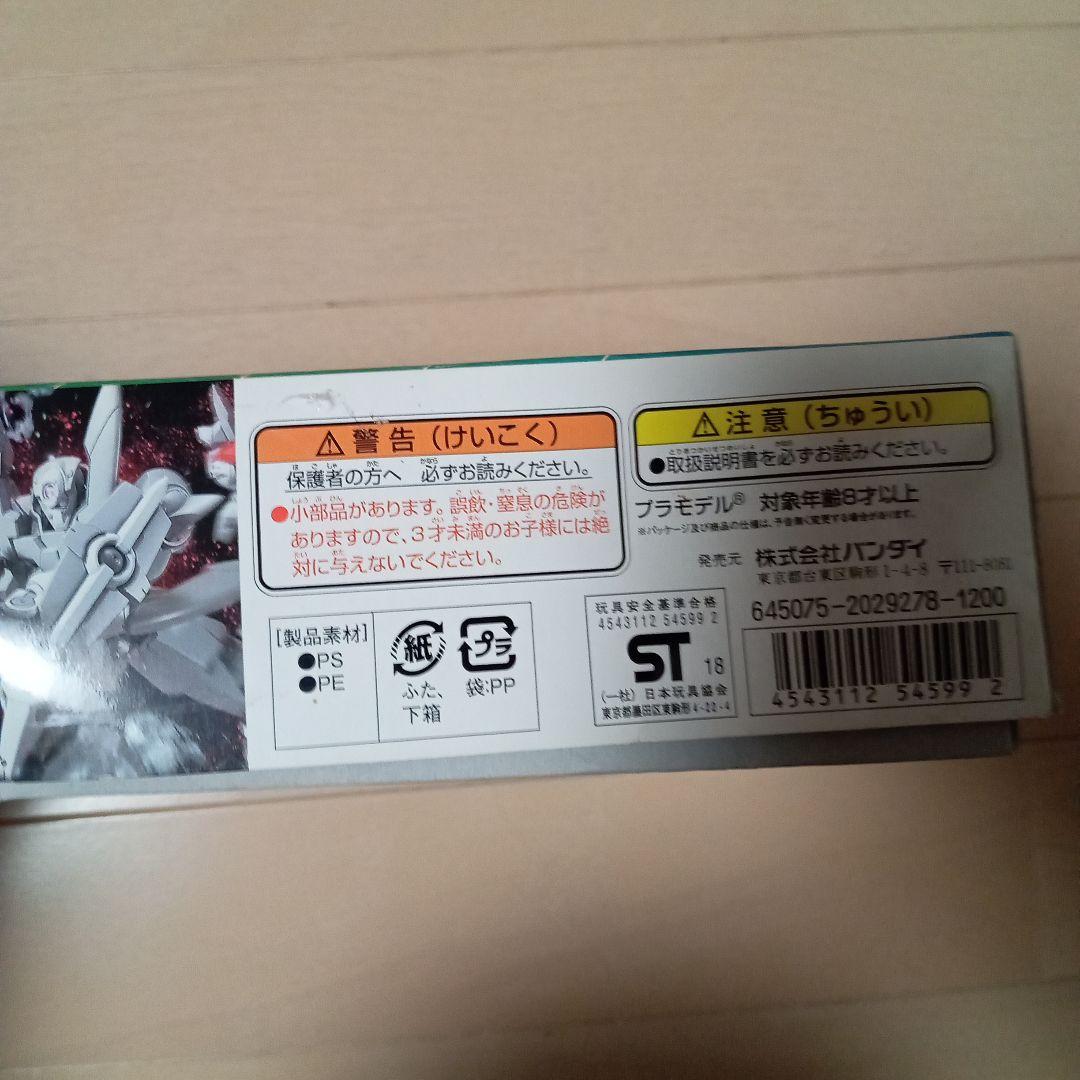 警告（けいこく）
保護者の方へ 必ずお読みください。
●小部品があります。誤飲・窒息の危険が
ありますので、3才未満のお子様には絶
対に与えないでください。
注意（ちゅうい）
●取扱説明書を必ずお読みください。
プラモデル® 対象年齢8才以上
※パッケージ及び商品の仕様は、予告無く変更する場合があります。
発売元 株式会社バンダイ
東京都台東区駒形1-4-8 〒111-8081
645075-2029278-1200
4543112 54599 2
[製品素材]
●PS
●PE
紙
ふた、
下箱
プラ
袋:PP
玩具安全基準合格
4543112 54599 2
ST 18
(一社)日本玩具協会
東京都墨田区東駒形4-22-4